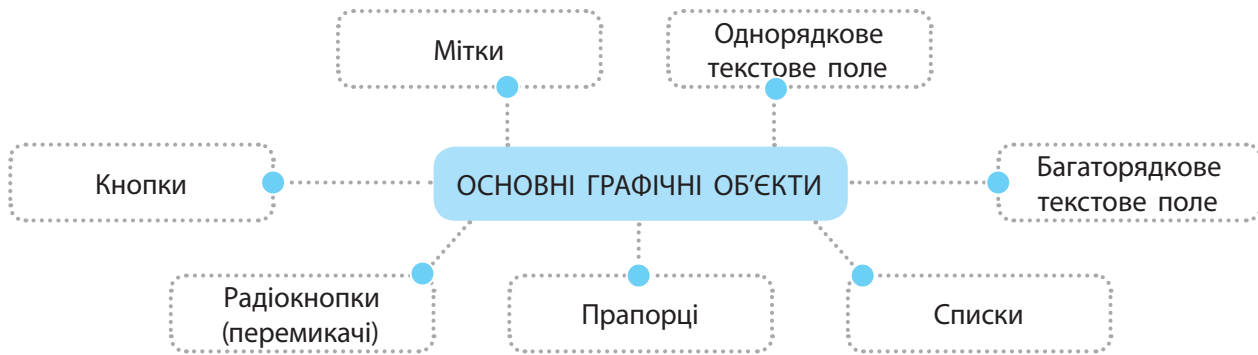 Мітки
Однорядкове
текстове поле
Кнопки
ОСНОВНІ ГРАФІЧНІ ОБ’ЄКТИ
Багаторядкове
текстове поле
Радіокнопки
(перемикачі)
Прапорці
Списки